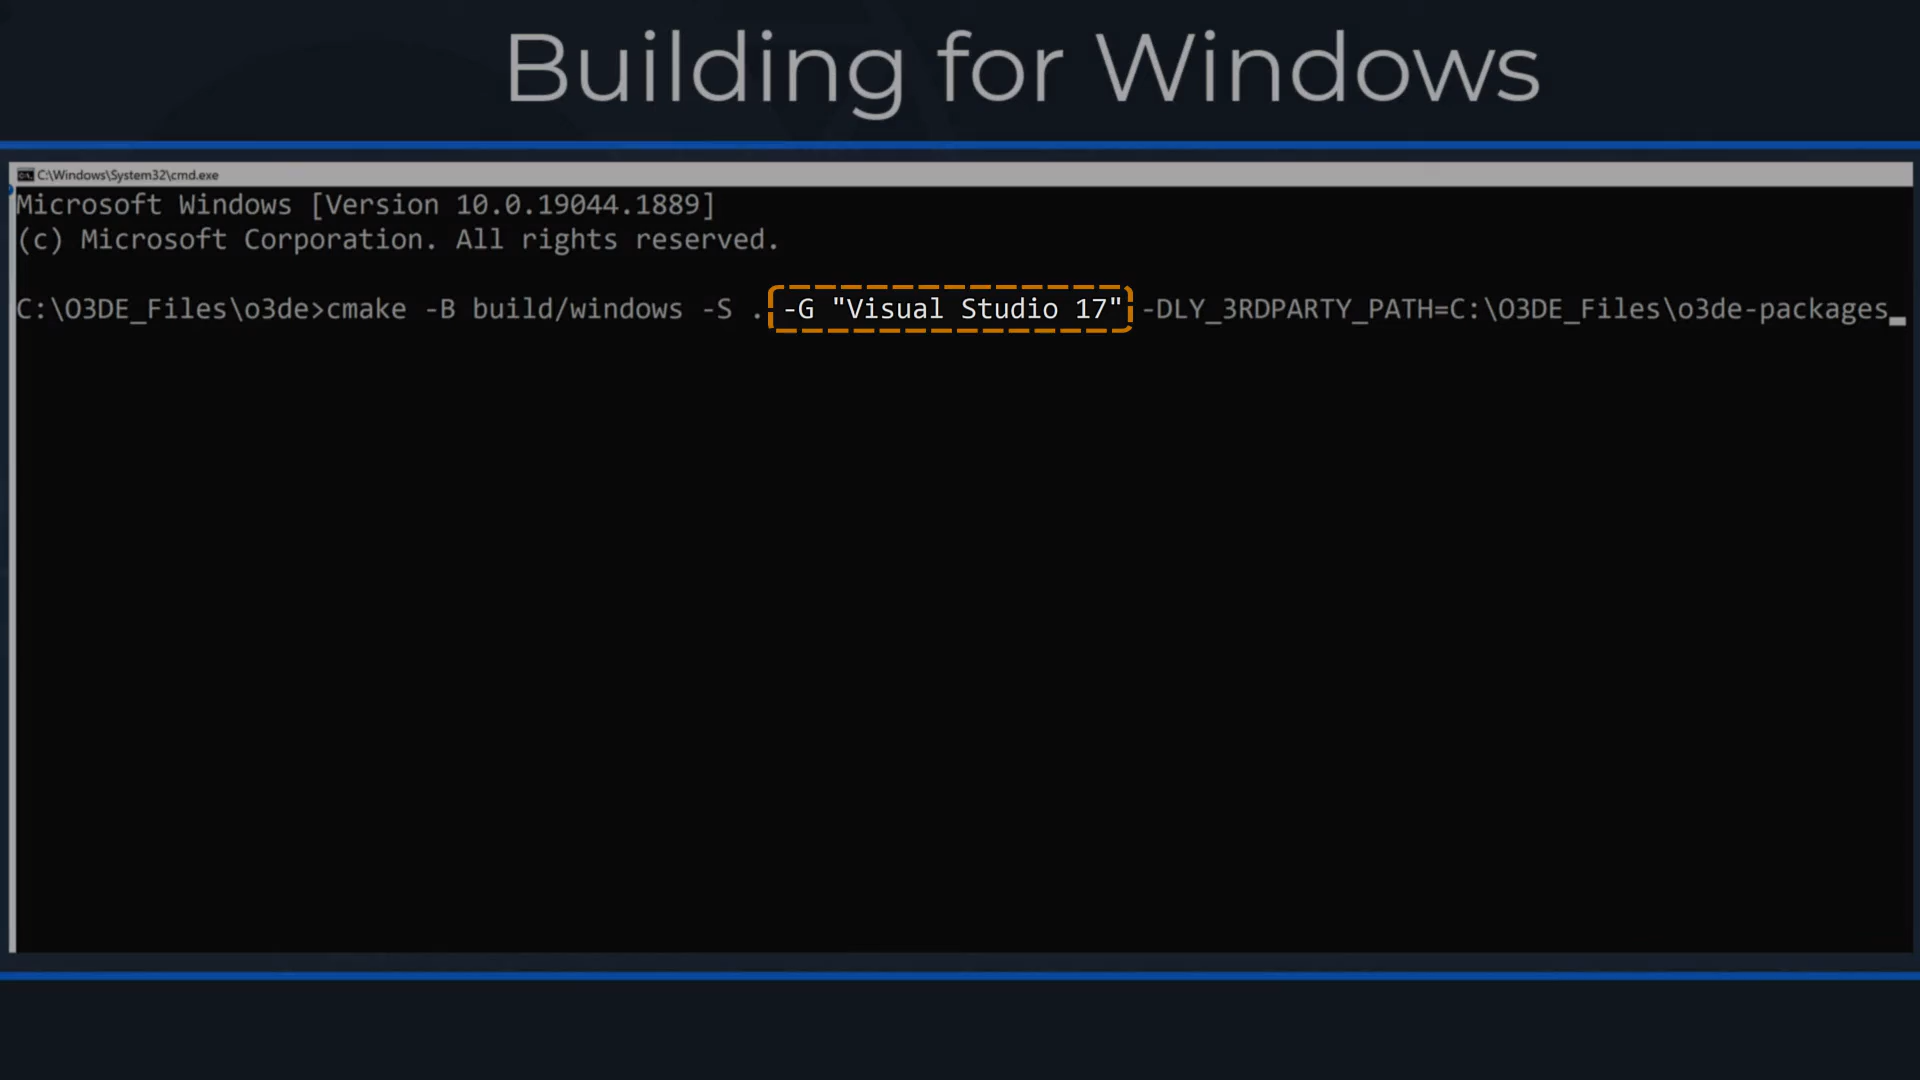 Building for Windows
C:\Windows\System32\cmd.exe
Microsoft Windows [Version 10.0.19044.1889]
(c) Microsoft Corporation. All rights reserved.
C:\O3DE_Files\o3de>cmake -B build/windows -S . -G "Visual Studio 17" -DLY_3RDPARTY_PATH=C:\O3DE_Files\o3de-packages